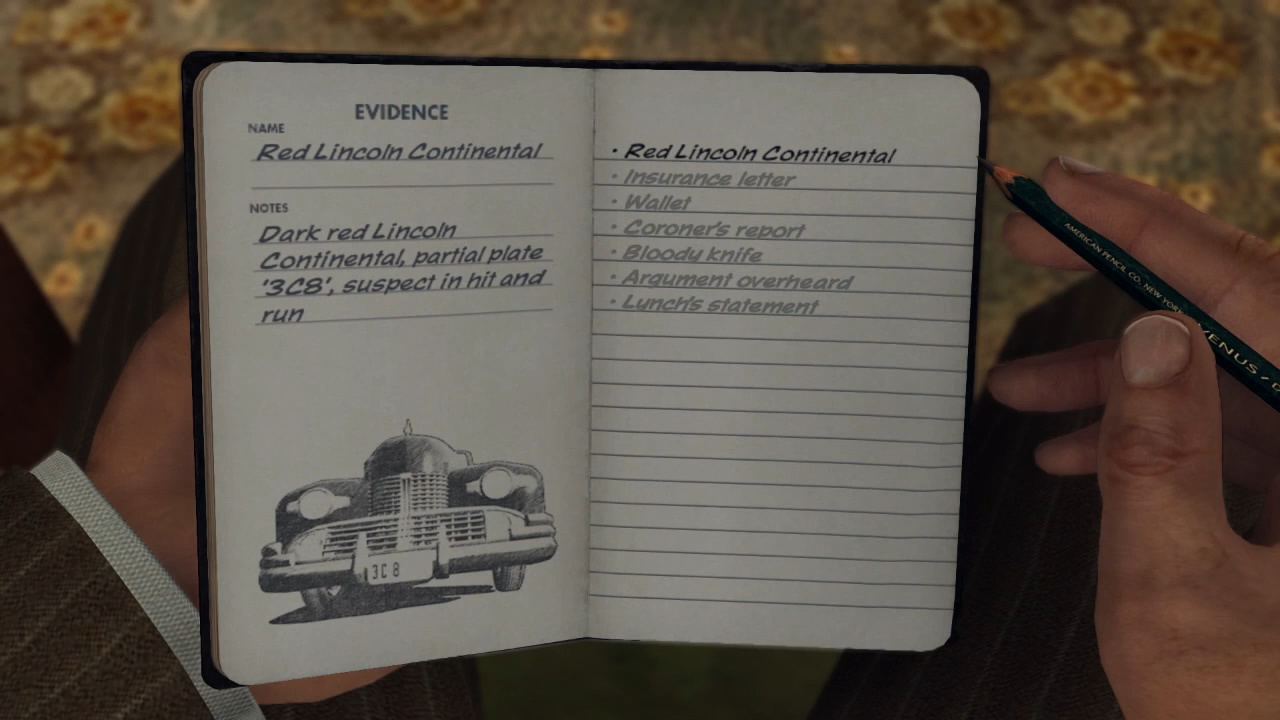 EVIDENCE
NAME
Red Lincoln Continental
NOTES
Dark red Lincoln
Continental, partial plate
'3C8', suspect in hit and
run
3C 8
· Red Lincoln Continental
· Insurance letter
· Wallet
· Coroner's report
· Bloody knife
· Argument overheard
· Lynch's statement
AMERICAN PENCIL CO. NEW YORK
VENUS